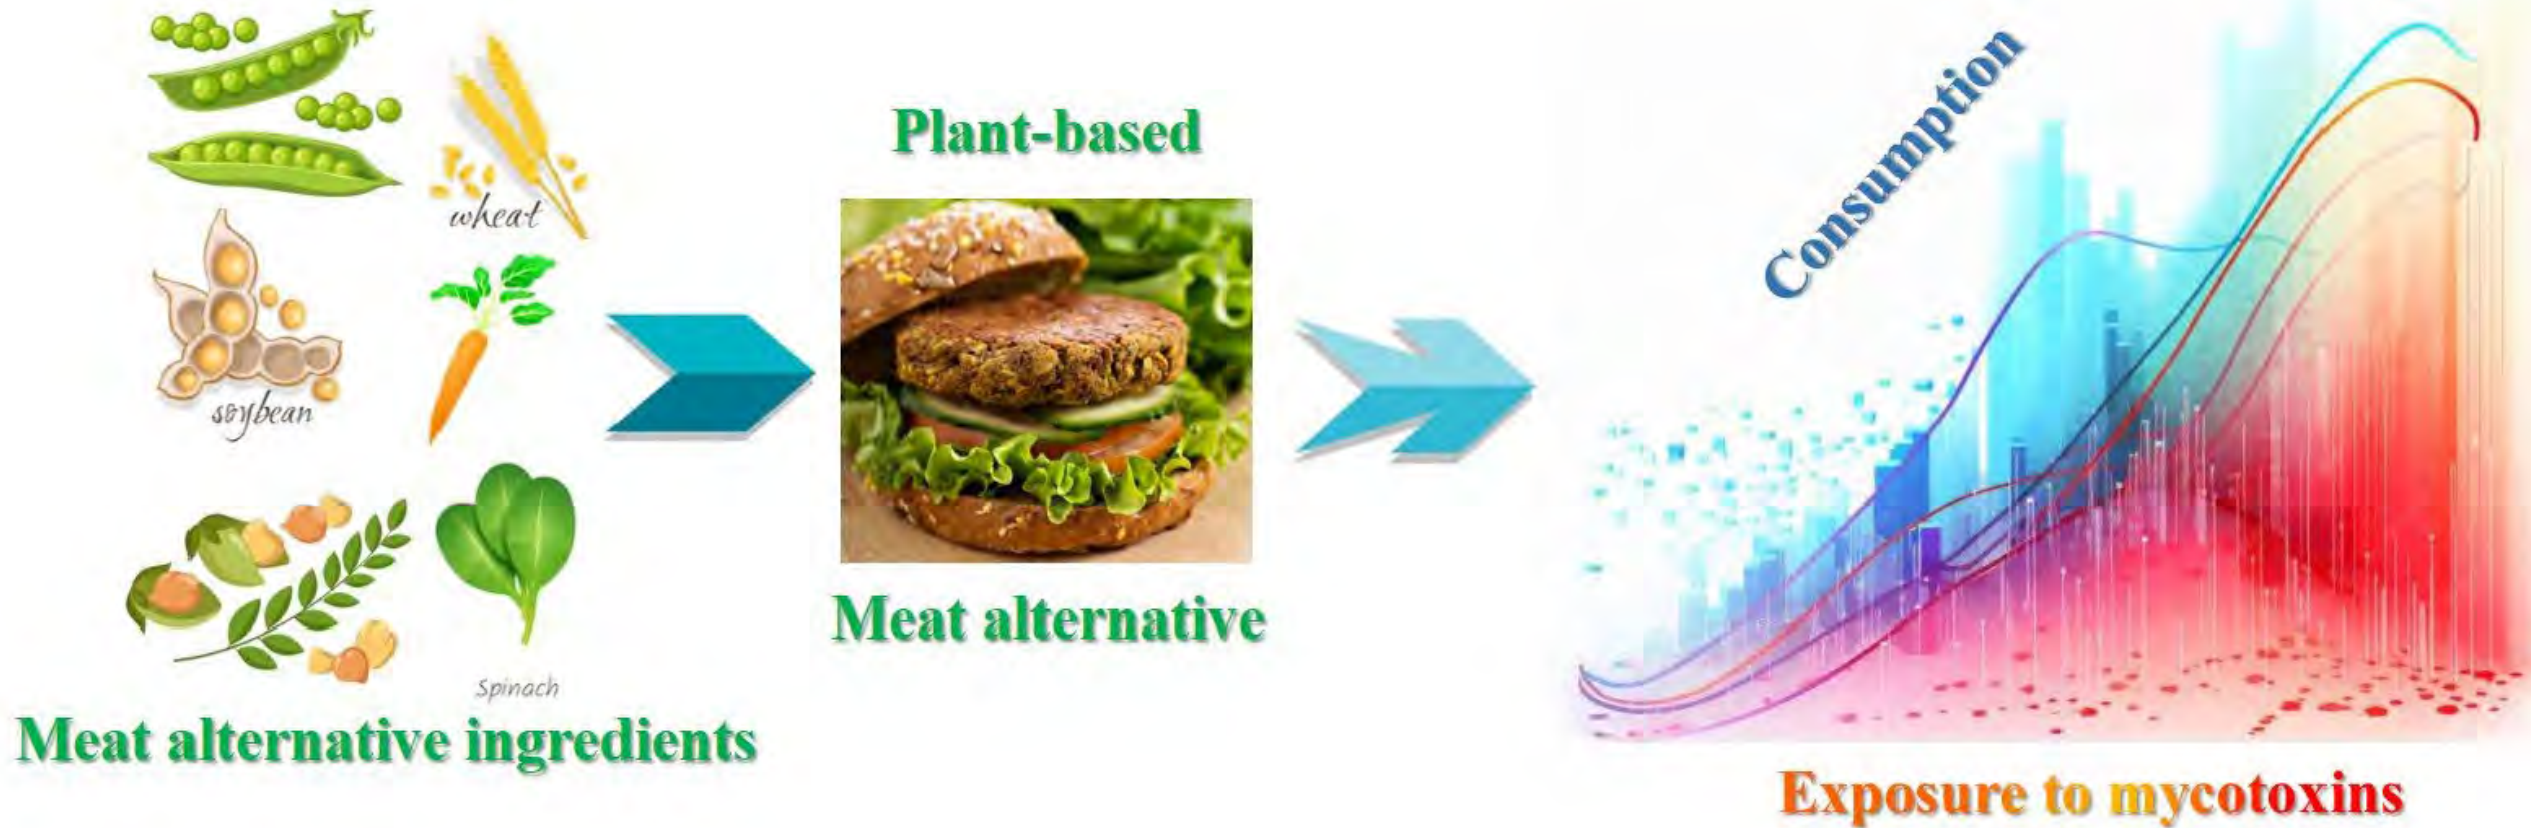 wheat
soybean
Spinach
Meat alternative ingredients
Plant-based
Meat alternative
Consumption
Exposure to mycotoxins